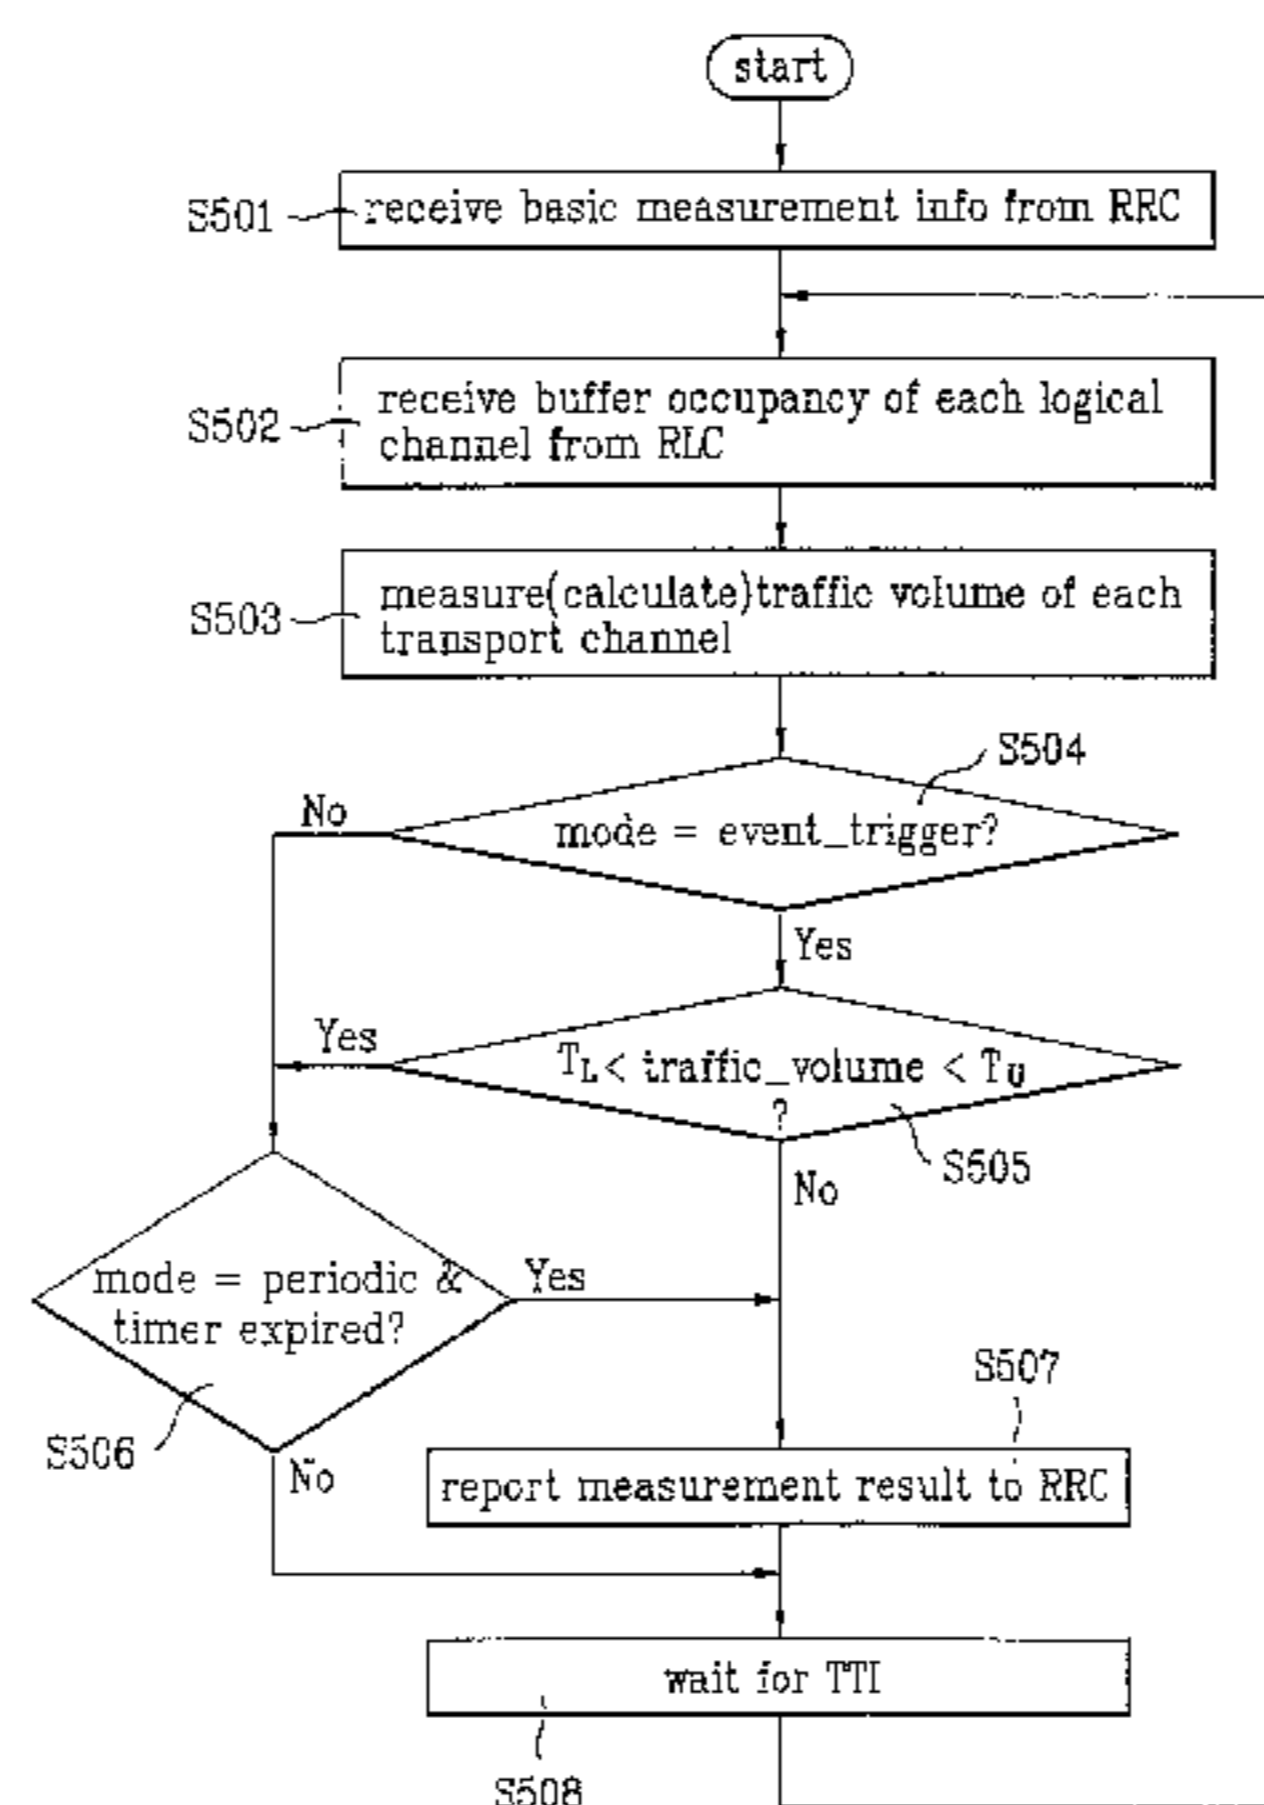 start
S501
receive basic measurement info from RRC
S502
receive buffer occupancy of each logical
channel from RLC
S503
measure(calculate)traffic volume of each
transport channel
S504
No
mode = event_trigger?
Yes
Yes
TL< traffic_volume < TU
?
S505
No
mode = periodic &
timer expired?
Yes
S506
No
S507
report measurement result to RRC
wait for TTI
S508